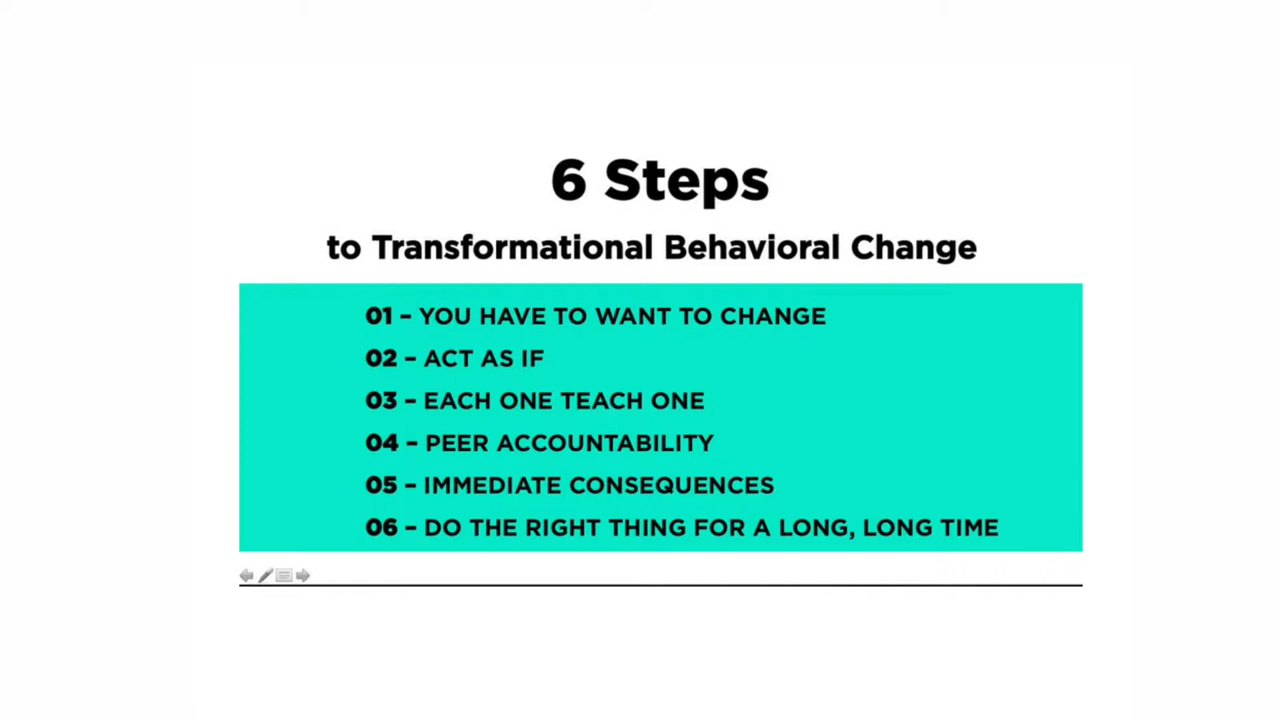 6 Steps
to Transformational Behavioral Change
01 – YOU HAVE TO WANT TO CHANGE
02 – ACT AS IF
03 – EACH ONE TEACH ONE
04 – PEER ACCOUNTABILITY
05 – IMMEDIATE CONSEQUENCES
06 – DO THE RIGHT THING FOR A LONG, LONG TIME